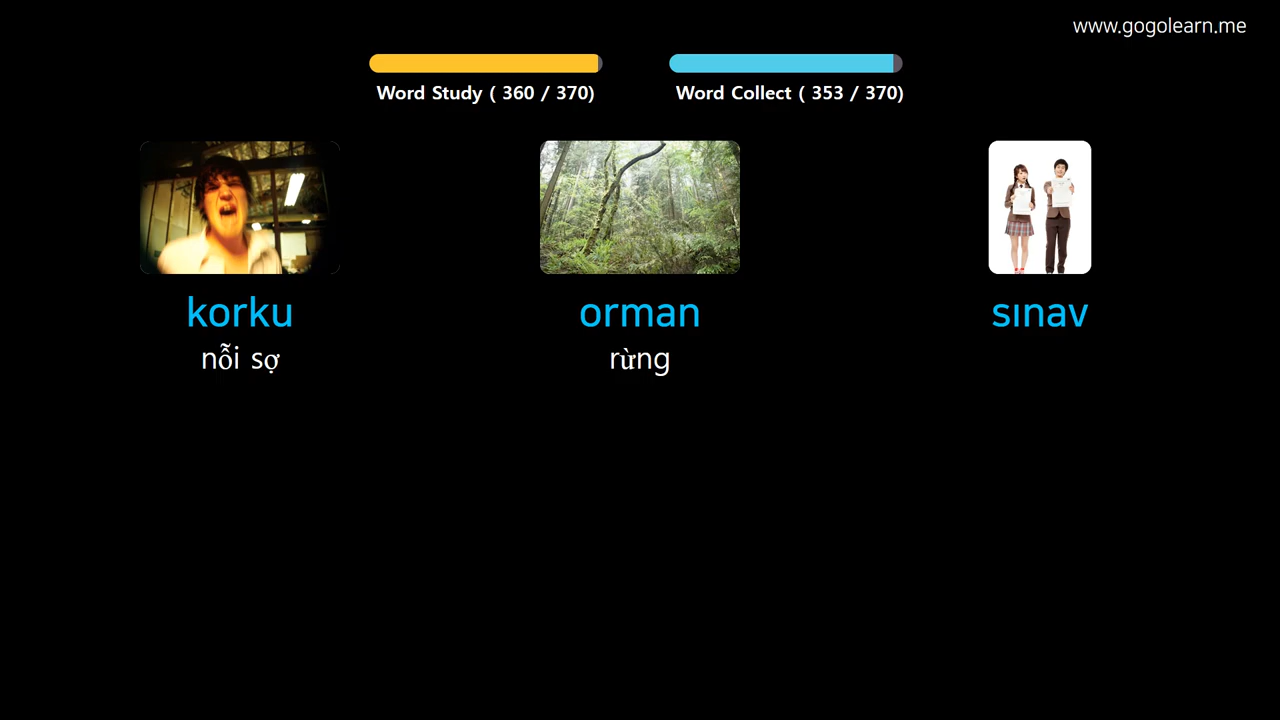 www.gogolearn.me
Word Study ( 360 / 370)
Word Collect ( 353 / 370)
korku
orman
sınav
nỗi sợ
rừng